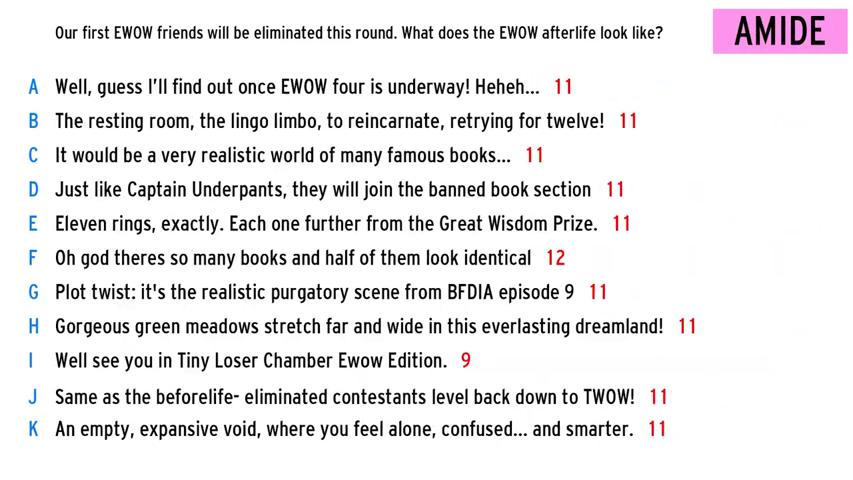 Our first EWOW friends will be eliminated this round. What does the EWOW afterlife look like?
AMIDE
A Well, guess I'll find out once EWOW four is underway! Heheh... 11
B The resting room, the lingo limbo, to reincarnate, retrying for twelve! 11
C It would be a very realistic world of many famous books... 11
D Just like Captain Underpants, they will join the banned book section 11
E Eleven rings, exactly. Each one further from the Great Wisdom Prize. 11
F Oh god theres so many books and half of them look identical 12
G Plot twist: it's the realistic purgatory scene from BFDIA episode 9 11
H Gorgeous green meadows stretch far and wide in this everlasting dreamland! 11
I Well see you in Tiny Loser Chamber Ewow Edition. 9
J Same as the beforelife- eliminated contestants level back down to TWOW! 11
K An empty, expansive void, where you feel alone, confused... and smarter. 11